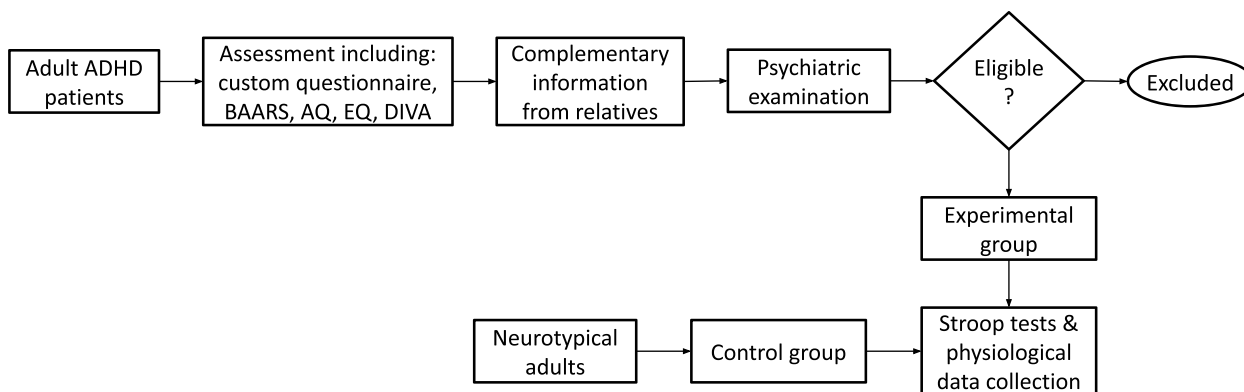 Adult ADHD
patients
Assessment including:
custom questionnaire,
BAARS, AQ, EQ, DIVA
Complementary
information
from relatives
Psychiatric
examination
Eligible
?
Excluded
Experimental
group
Neurotypical
adults
Control group
Stroop tests &
physiological
data collection